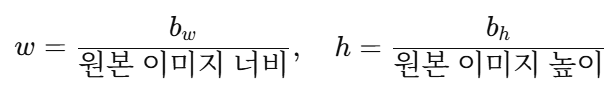 w = b_w / 원본 이미지 너비, h = b_h / 원본 이미지 높이